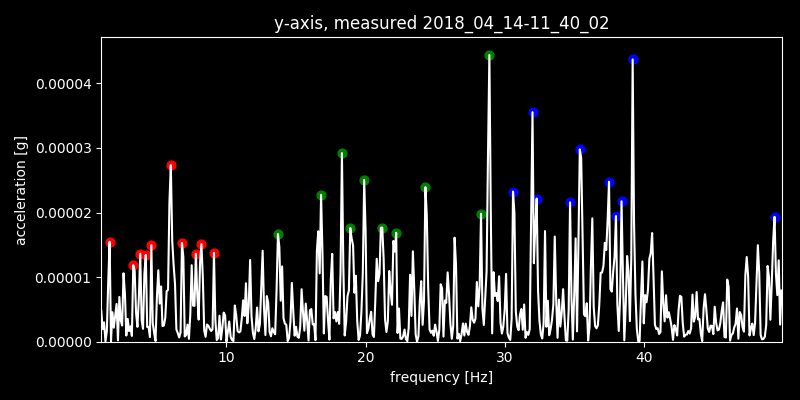 y-axis, measured 2018_04_14-11_40_02
0.00004
0.00003
0.00002
0.00001
0.00000
acceleration [g]
10 20 30 40
frequency [Hz]